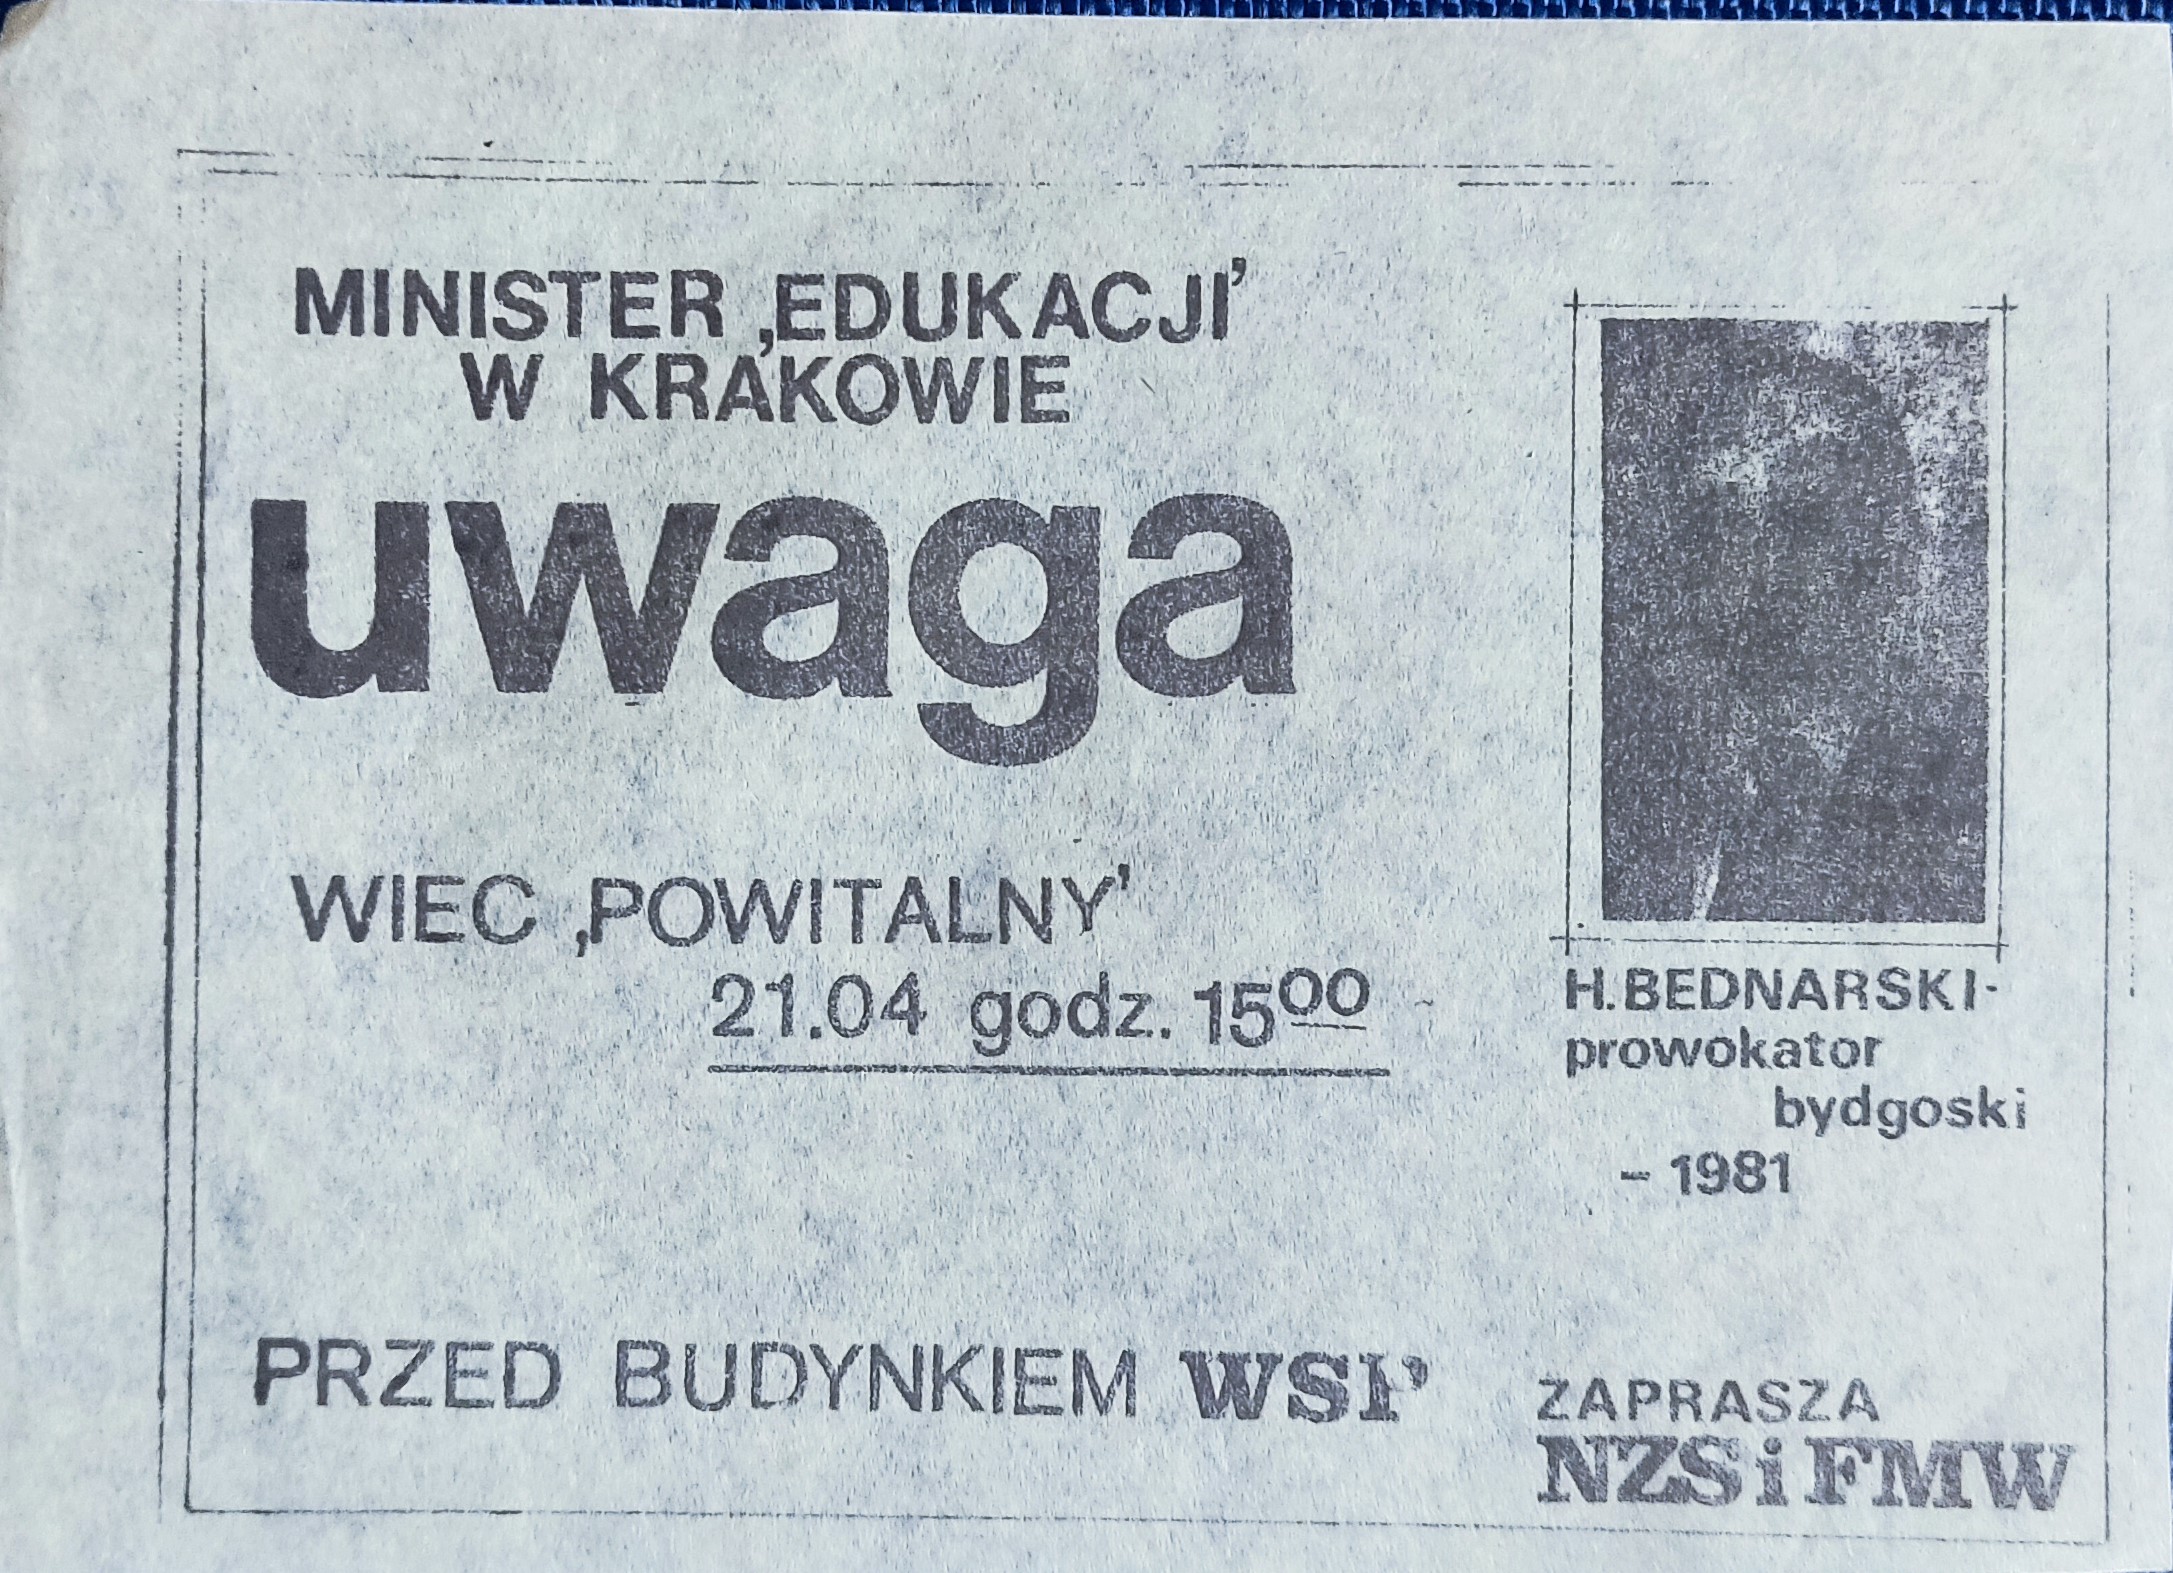 MINISTER ‚EDUKACJI’
W KRAKOWIE
uwaga
WIEC ‚POWITALNY’
21.04 godz. 15⁰⁰
H. BEDNARSKI-
prowokator
bydgoski
– 1981
PRZED BUDYNKIEM WSP
ZAPRASZA
NZS i FMW